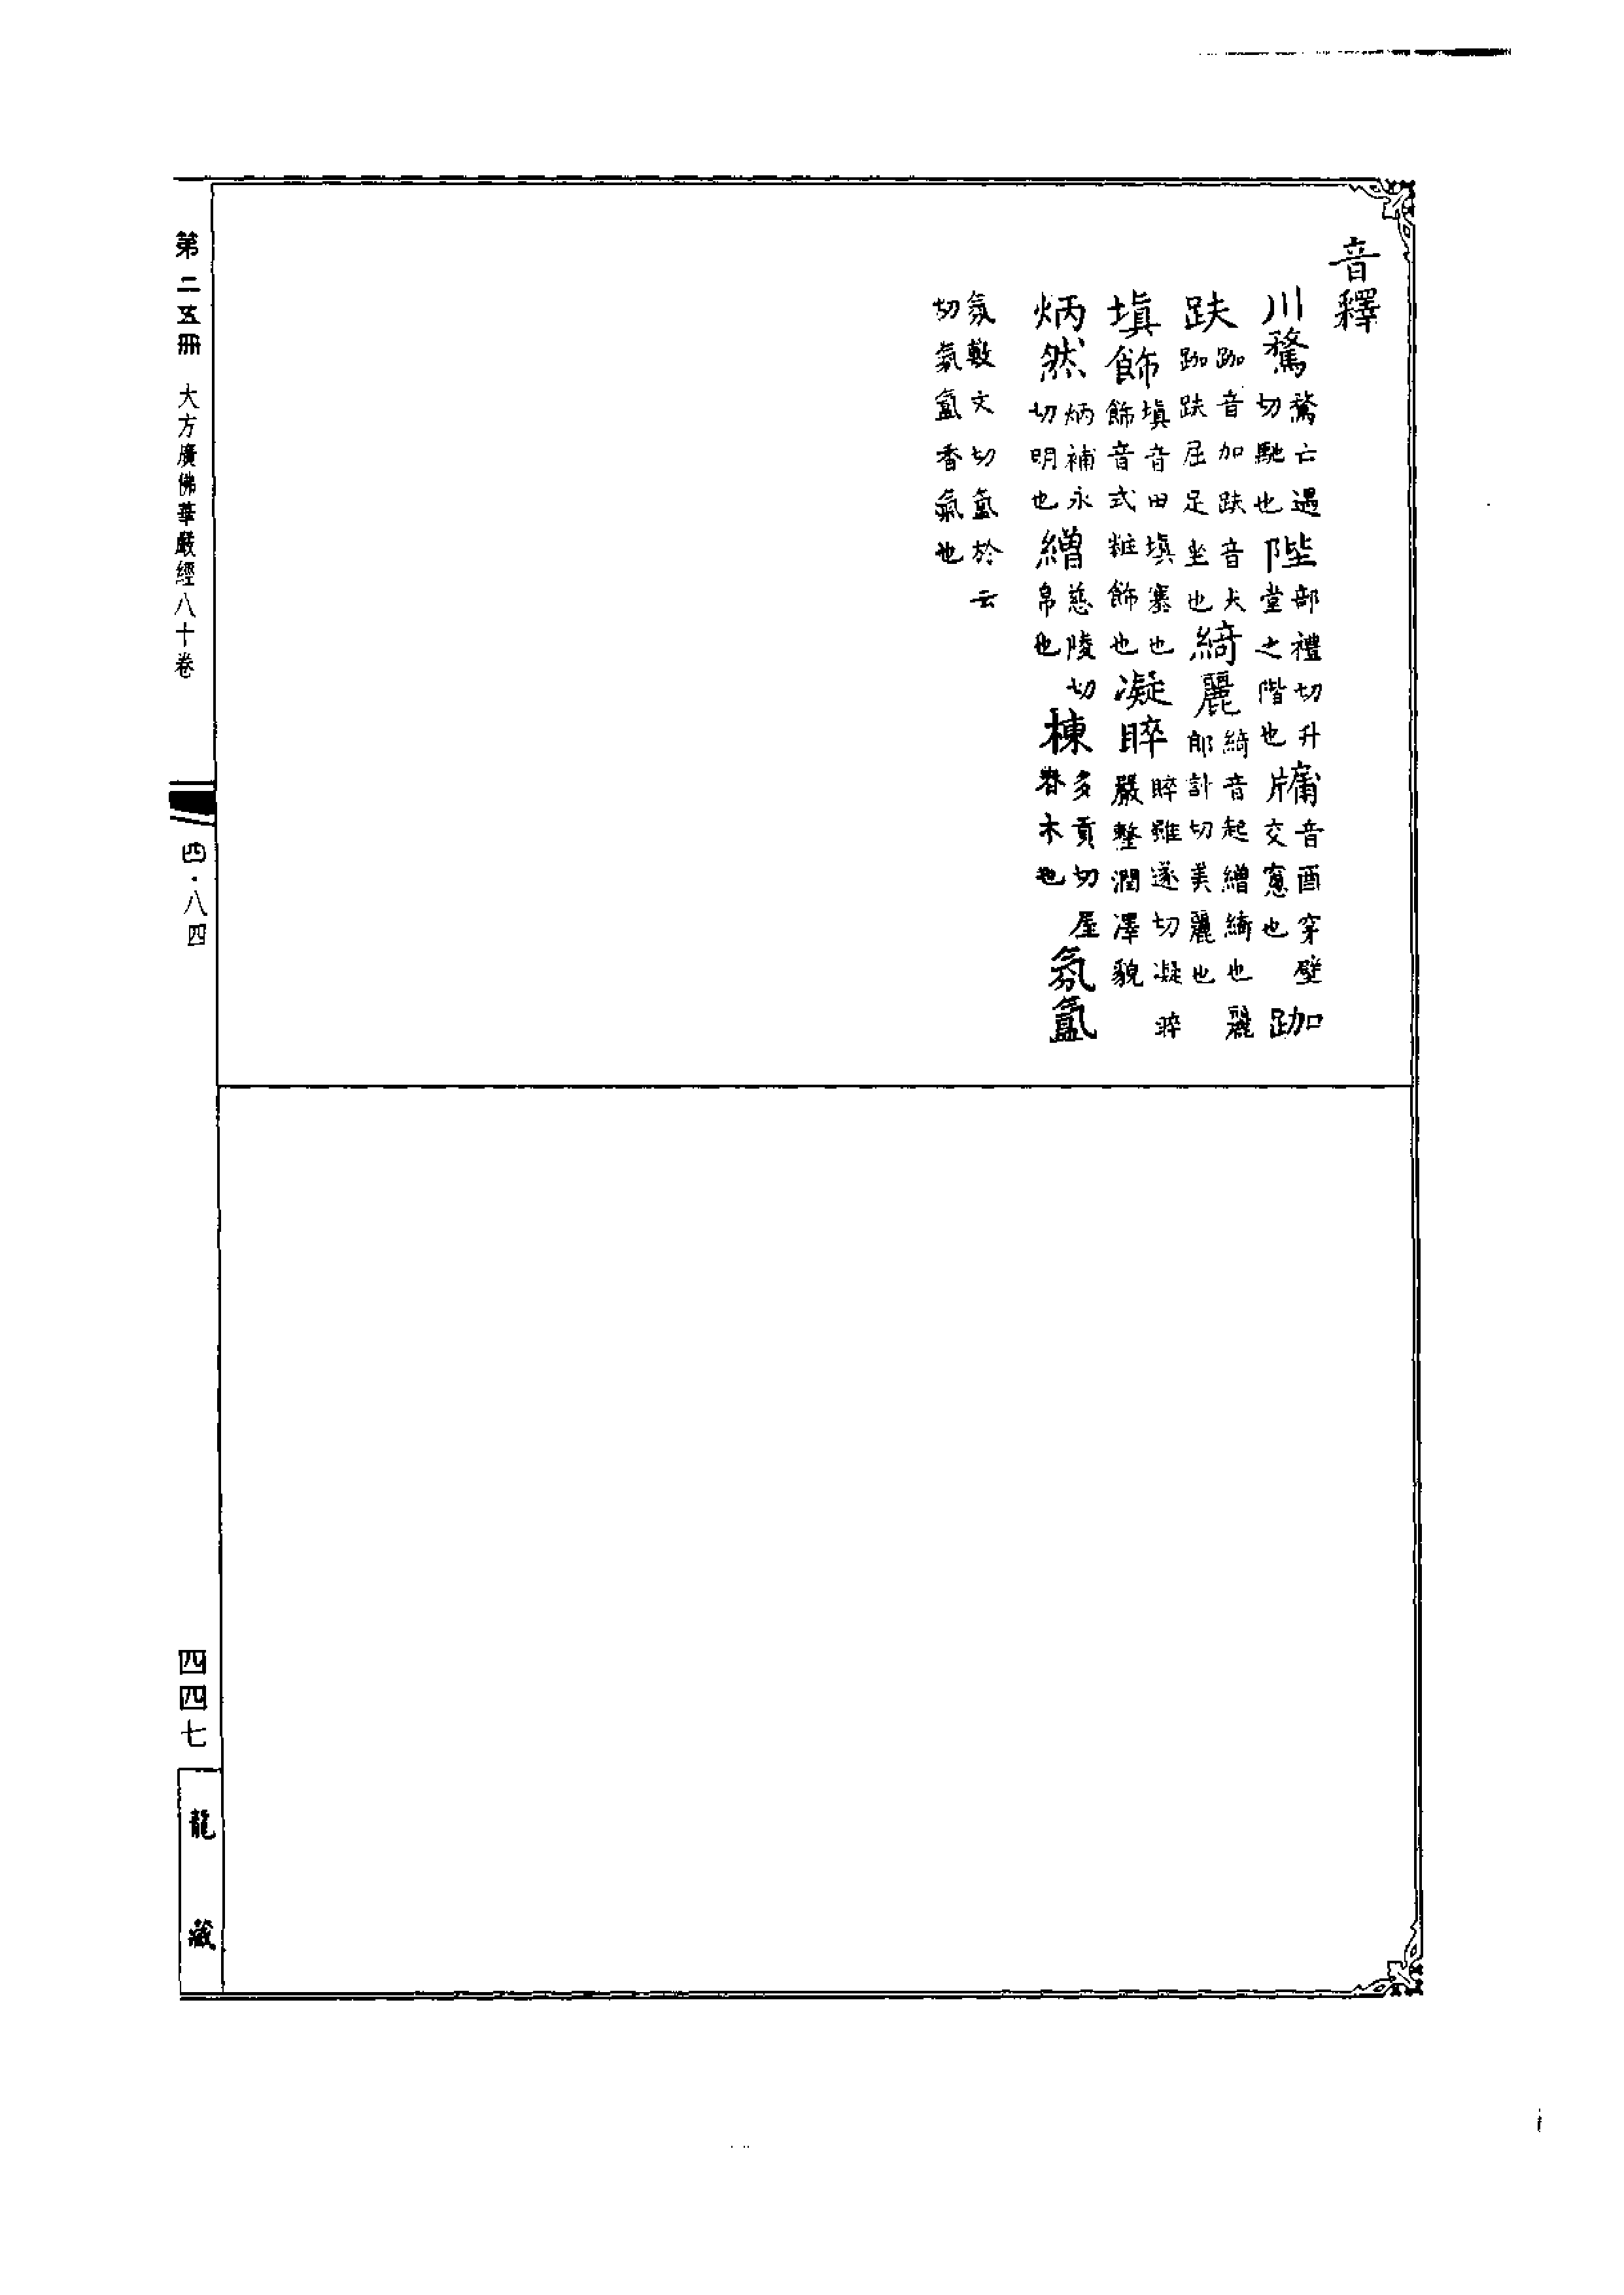 音釋
川騖騖亡遇切馳也陛部禮切升堂之階也牖音酉穿壁交窻也跏
趺跏音加趺音夫跏趺屈足坐也綺麗綺音起繒綺也麗郎計切美麗也
填飾填音田填塞也飾音式粧飾也凝睟睟雖遂切凝睟嚴整潤澤貌
炳然炳補永切明也繒慈陵切帛也棟多貢切屋脊木也氛氳
氛敷文切氳於云切氛氳香氣也
第二五冊 大方廣佛華嚴經八十卷 四·八四 四四七 龍藏